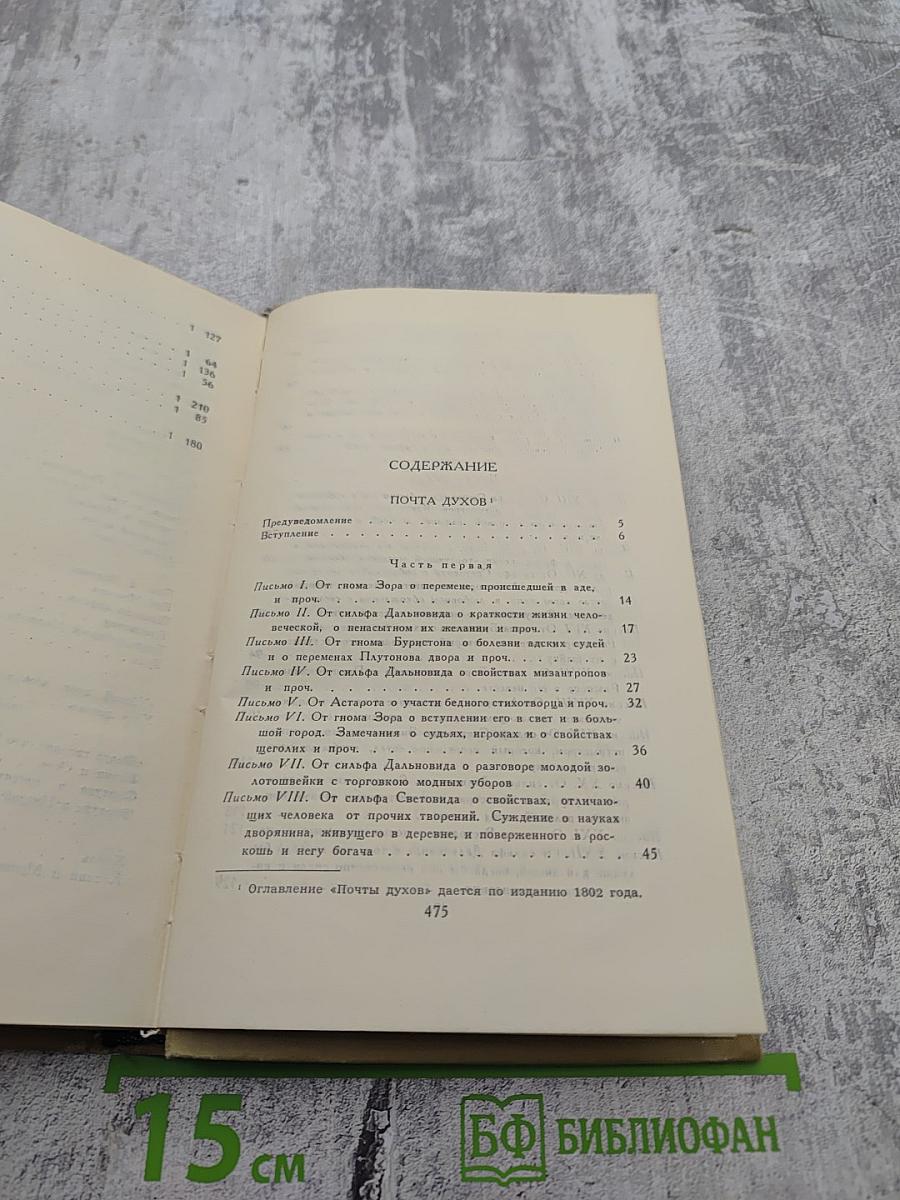 1 127
1 64
1 136
1 56
1 210
1 85
1 180
СОДЕРЖАНИЕ
ПОЧТА ДУХОВ ¹
Предуведомление . . . . . . . . . . . . . . . . 5
Вступление . . . . . . . . . . . . . . . . . . 6
Часть первая
Письмо I. От гнома Зора о перемене, происшедшей в аде,
и проч. . . . . . . . . . . . . . . . . . . 14
Письмо II. От сильфа Дальновида о краткости жизни чело-
веческой, о ненасытном их желании и проч. . . . . 17
Письмо III. От гнома Буристона о болезни адских судей
и о переменах Плутонова двора и проч. . . . . . . 23
Письмо IV. От сильфа Дальновида о свойствах мизантропов
и проч. . . . . . . . . . . . . . . . . . . 27
Письмо V. От Астарота о участи бедного стихотворца и проч. 32
Письмо VI. От гнома Зора о вступлении его в свет и в боль-
шой город. Замечания о судьях, игроках и о свойствах
щеголих и проч. . . . . . . . . . . . . . . . 36
Письмо VII. От сильфа Дальновида о разговоре молодой зо-
лотошвейки с торговкою модных уборов . . . . . . 40
Письмо VIII. От сильфа Световида о свойствах, отличаю-
щих человека от прочих творений. Суждение о науках
дворянина, живущего в деревне, и поверженного в рос-
кошь и негу богача . . . . . . . . . . . . . . 45
¹ Оглавление «Почты духов» дается по изданию 1802 года.
475
15 см
БФ БИБЛИОФАН